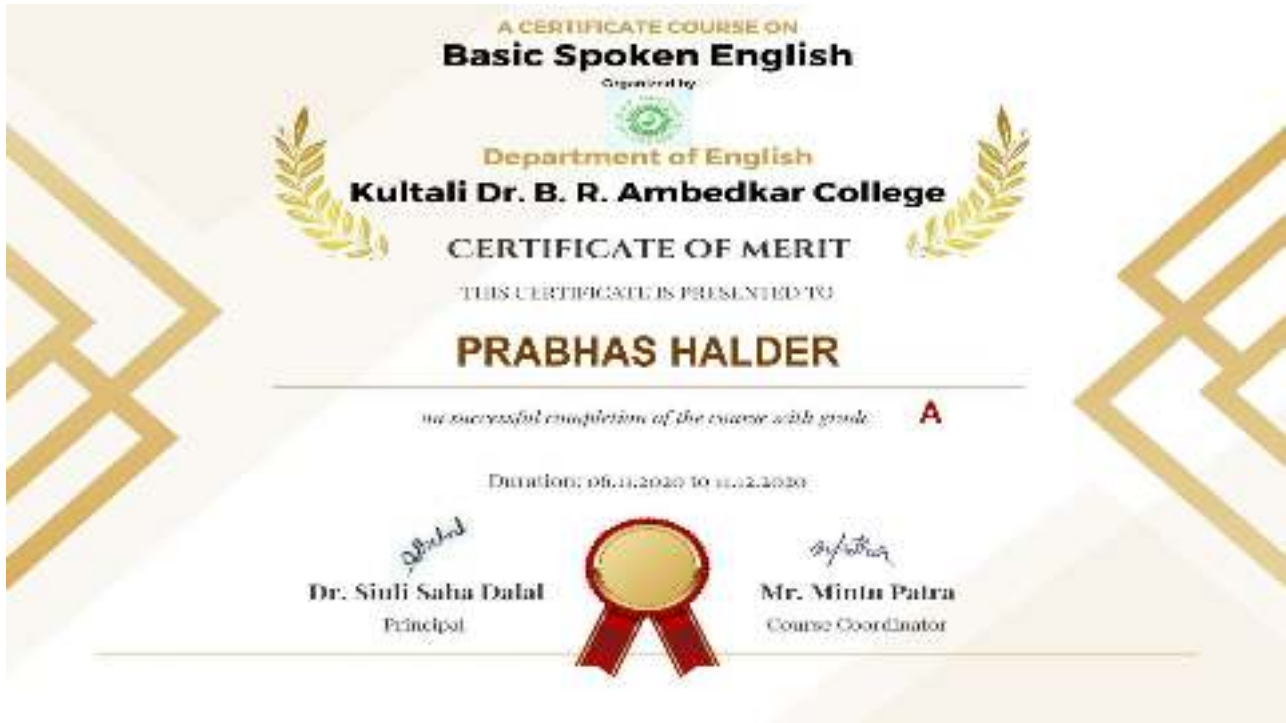 A CERTIFICATE COURSE ON
Basic Spoken English
Organized by
Department of English
Kultali Dr. B. R. Ambedkar College
CERTIFICATE OF MERIT
THIS CERTIFICATE IS PRESENTED TO
PRABHAS HALDER
on successful completion of the course with grade A
Duration: 06.11.2020 to 11.12.2020
Dr. Siuli Saha Dalal Mr. Mintu Patra
Principal Course Coordinator